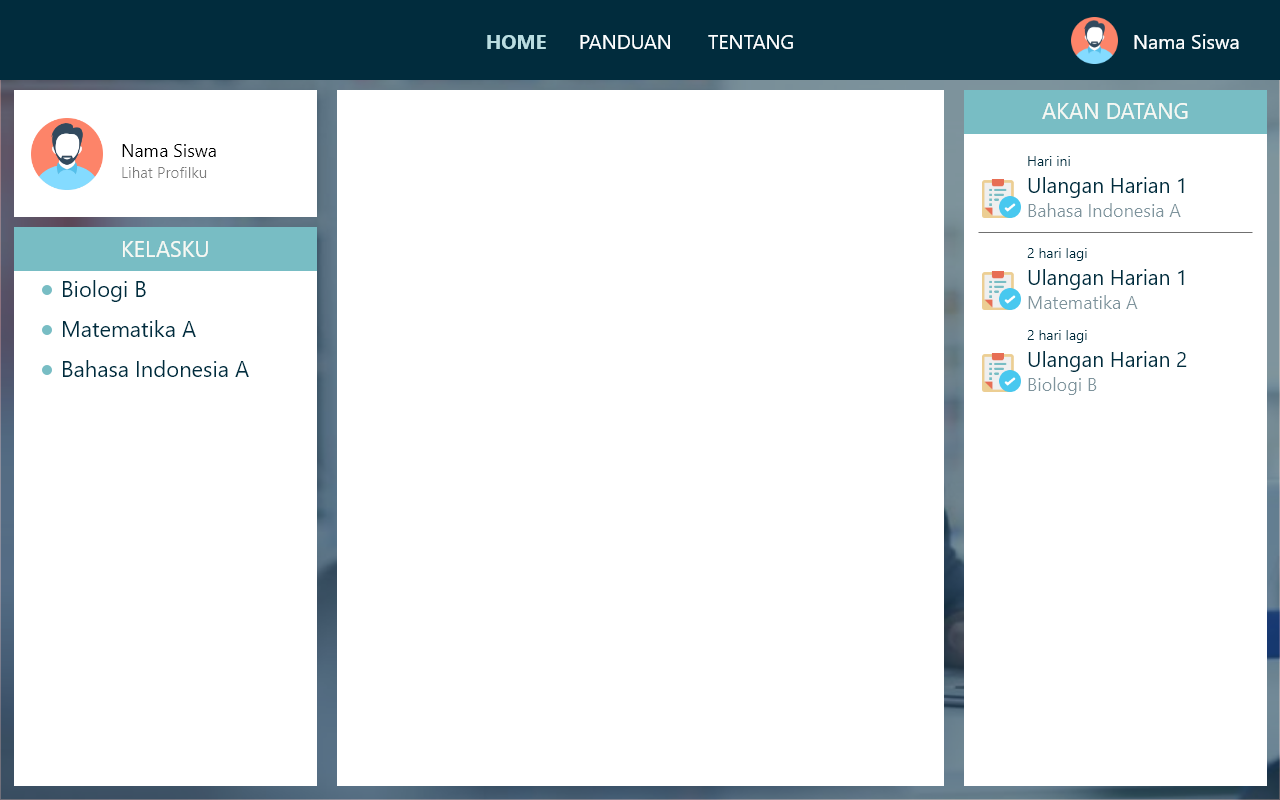 HOME PANDUAN TENTANG Nama Siswa
Nama Siswa
Lihat Profilku
KELASKU
Biologi B
Matematika A
Bahasa Indonesia A
AKAN DATANG
Hari ini
Ulangan Harian 1
Bahasa Indonesia A
2 hari lagi
Ulangan Harian 1
Matematika A
2 hari lagi
Ulangan Harian 2
Biologi B